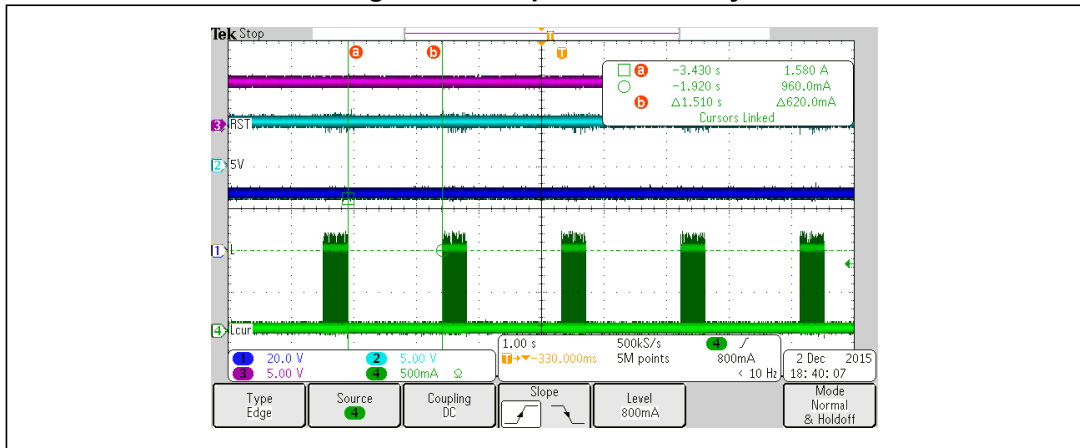 Tek Stop
T
a b T
a -3.430 s 1.580 A
-1.920 s 960.0mA
b Δ1.510 s Δ620.0mA
Cursors Linked
3 RST
2 5V
1 L
4 Lcur
1 20.0 V 2 5.00 V
3 5.00 V 4 500mA Ω
1.00 s 500kS/s 4
T→▼-330.000ms 5M points 800mA
< 10 Hz
2 Dec 2015
18:40:07
Type Edge
Source 4
Coupling DC
Slope
Level 800mA
Mode Normal & Holdoff